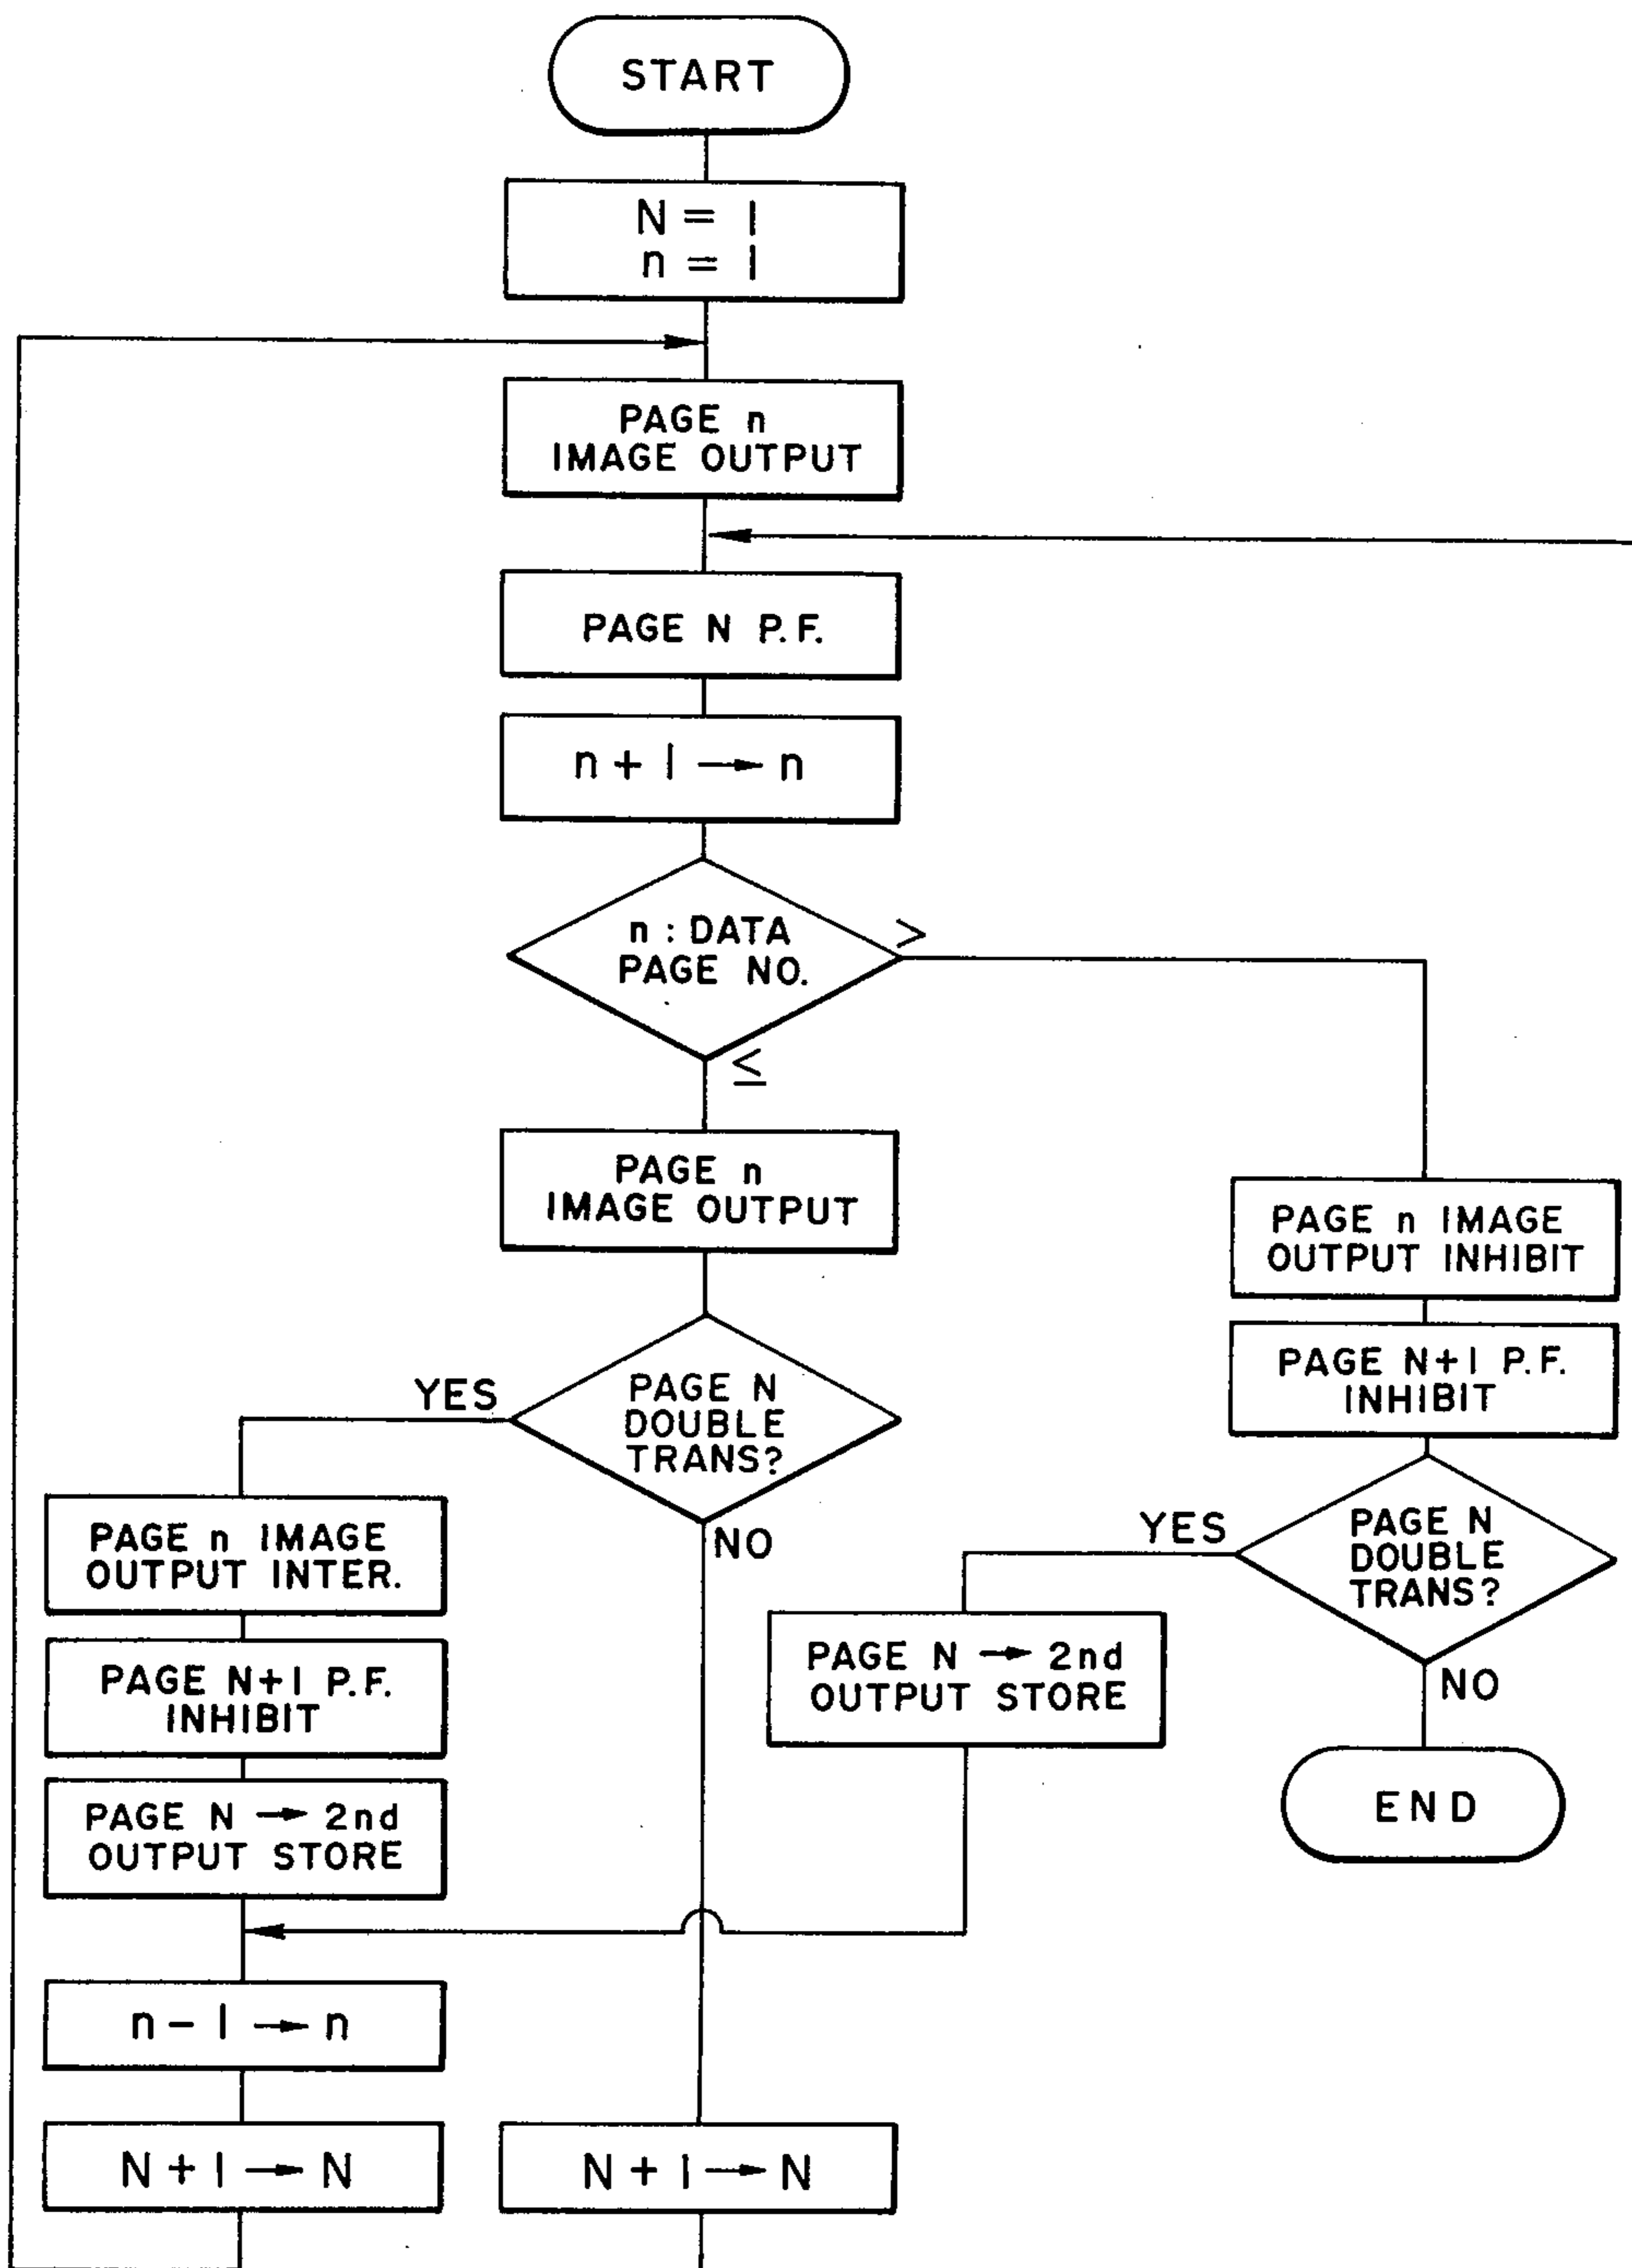 START
N = 1
n = 1
PAGE n
IMAGE OUTPUT
PAGE N P.F.
n + 1 → n
n : DATA
PAGE NO.
>
≤
PAGE n
IMAGE OUTPUT
PAGE n IMAGE
OUTPUT INHIBIT
PAGE N+1 P.F.
INHIBIT
PAGE N
DOUBLE
TRANS?
YES
NO
PAGE n IMAGE
OUTPUT INTER.
PAGE N+1 P.F.
INHIBIT
PAGE N → 2nd
OUTPUT STORE
PAGE N
DOUBLE
TRANS?
YES
NO
PAGE N → 2nd
OUTPUT STORE
END
n - 1 → n
N + 1 → N
N + 1 → N